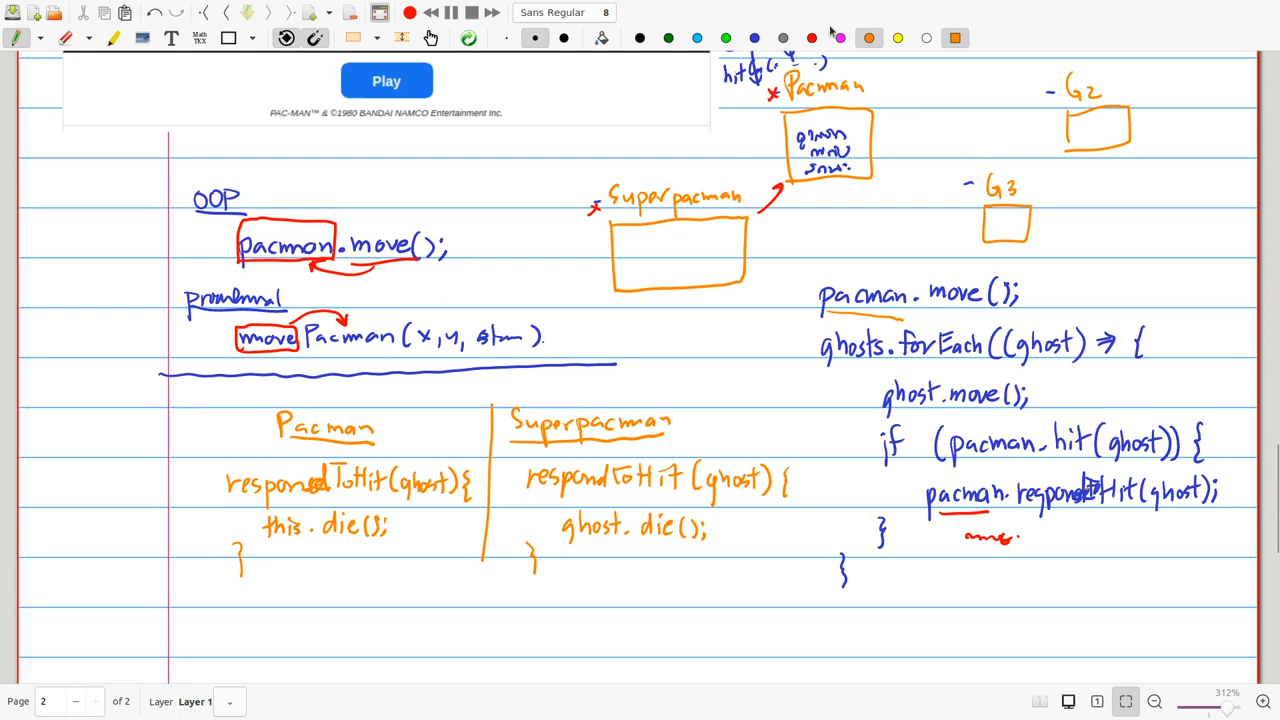 Sans Regular 8
Play
PAC-MAN™ & ©1980 BANDAI NAMCO Entertainment Inc.
hit
Pacman
G2
Superpacman
G3
OOP
pacman.move();
move Pacman(x,y,
pacman.move();
ghosts.forEach((ghost) => {
ghost.move();
if (pacman.hit(ghost)) {
pacman.respondToHit(ghost);
}
}
Pacman
respondToHit(ghost){
this.die();
}
Superpacman
respondToHit(ghost){
ghost.die();
}
Page 2 of 2 Layer Layer 1
312%